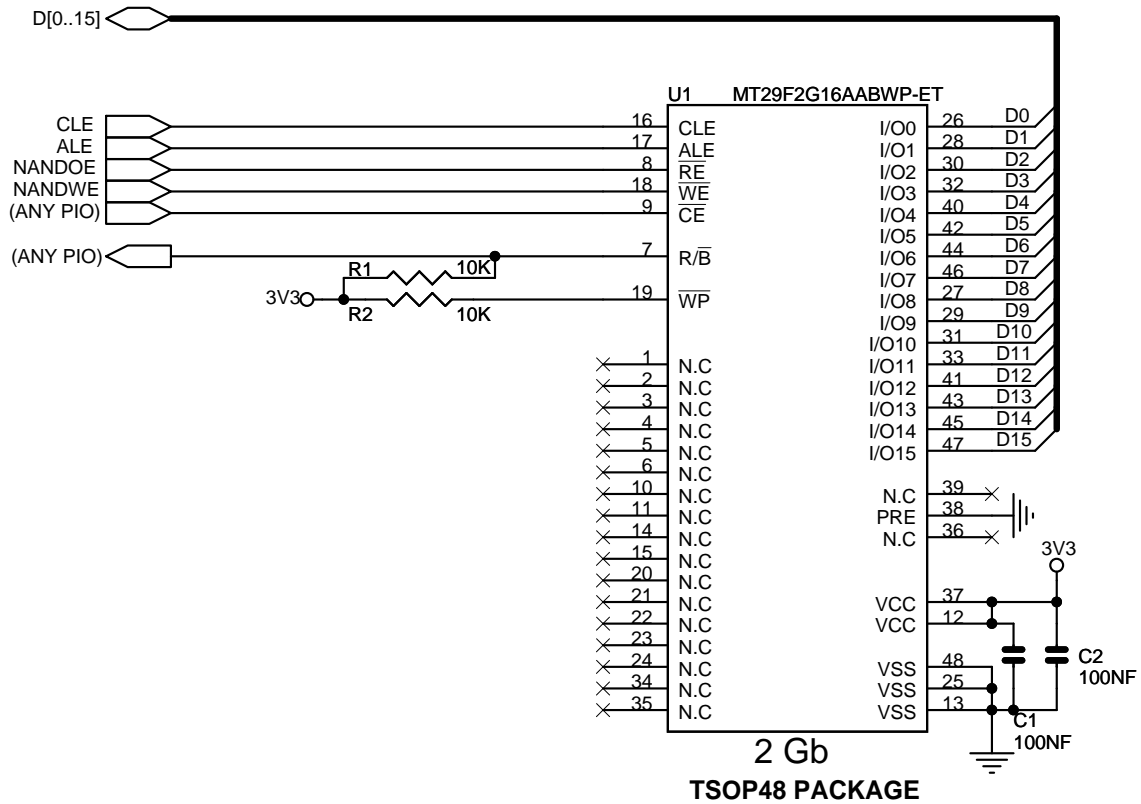 D[0..15]
U1 MT29F2G16AABWP-ET
CLE 16 CLE I/O0 26 D0
ALE 17 ALE I/O1 28 D1
NANDOE 8 RE I/O2 30 D2
NANDWE 18 WE I/O3 32 D3
(ANY PIO) 9 CE I/O4 40 D4
I/O5 42 D5
(ANY PIO) 7 R/B I/O6 44 D6
R1 10K I/O7 46 D7
3V3 19 WP I/O8 27 D8
R2 10K I/O9 29 D9
I/O10 31 D10
1 N.C I/O11 33 D11
2 N.C I/O12 41 D12
3 N.C I/O13 43 D13
4 N.C I/O14 45 D14
5 N.C I/O15 47 D15
6 N.C
10 N.C N.C 39
11 N.C PRE 38
14 N.C N.C 36
15 N.C 3V3
20 N.C
21 N.C VCC 37
22 N.C VCC 12
23 N.C
24 N.C VSS 48 C2
34 N.C VSS 25 100NF
35 N.C VSS 13
C1
100NF
2 Gb
TSOP48 PACKAGE